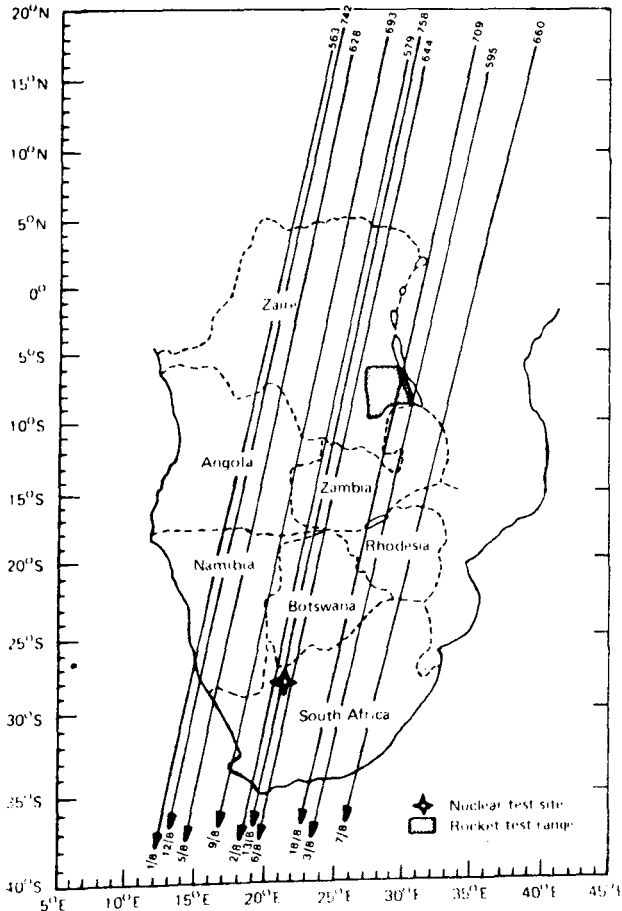 20°N
15°N
10°N
5°N
0°
5°S
10°S
15°S
20°S
25°S
30°S
35°S
40°S
563
742
628
693
579
758
644
709
595
660
Zaire
Angola
Zambia
Namibia
Rhodesia
Botswana
South Africa
Nuclear test site
Rocket test range
1/8
12/8
5/8
9/8
2/8
13/8
6/8
18/8
3/8
7/8
5°E
10°E
15°E
20°E
25°E
30°E
35°E
40°E
45°E